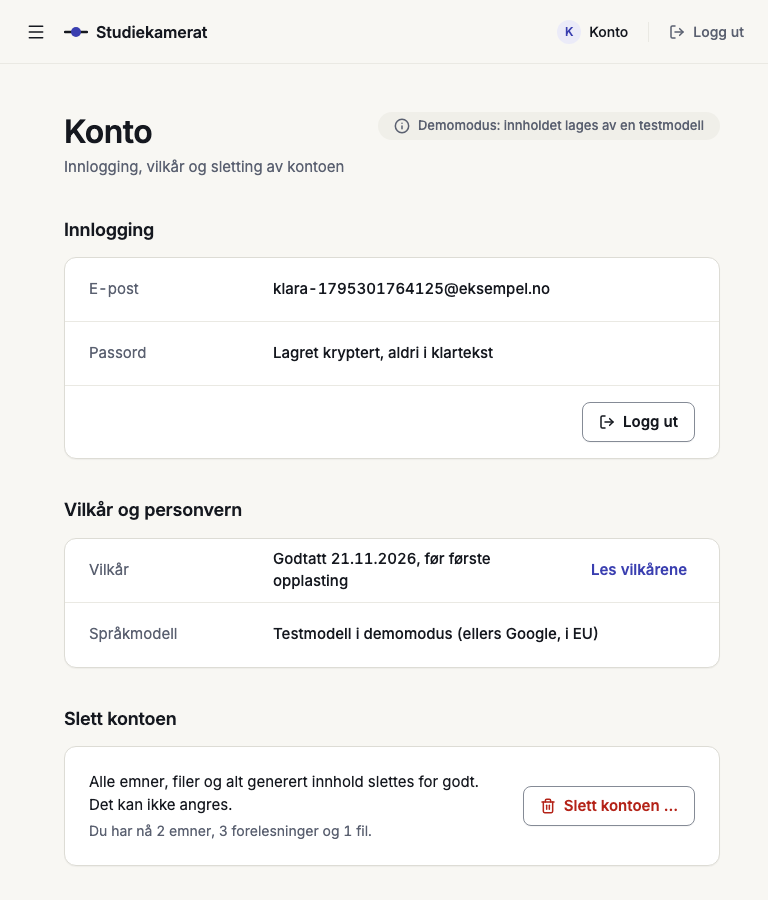 Studiekamerat
K Konto
Logg ut
Konto
Demomodus: innholdet lages av en testmodell
Innlogging, vilkår og sletting av kontoen
Innlogging
E-post klara-1795301764125@eksempel.no
Passord Lagret kryptert, aldri i klartekst
Logg ut
Vilkår og personvern
Vilkår Godtatt 21.11.2026, før første
opplasting
Les vilkårene
Språkmodell Testmodell i demomodus (ellers Google, i EU)
Slett kontoen
Alle emner, filer og alt generert innhold slettes for godt.
Det kan ikke angres.
Du har nå 2 emner, 3 forelesninger og 1 fil.
Slett kontoen ...